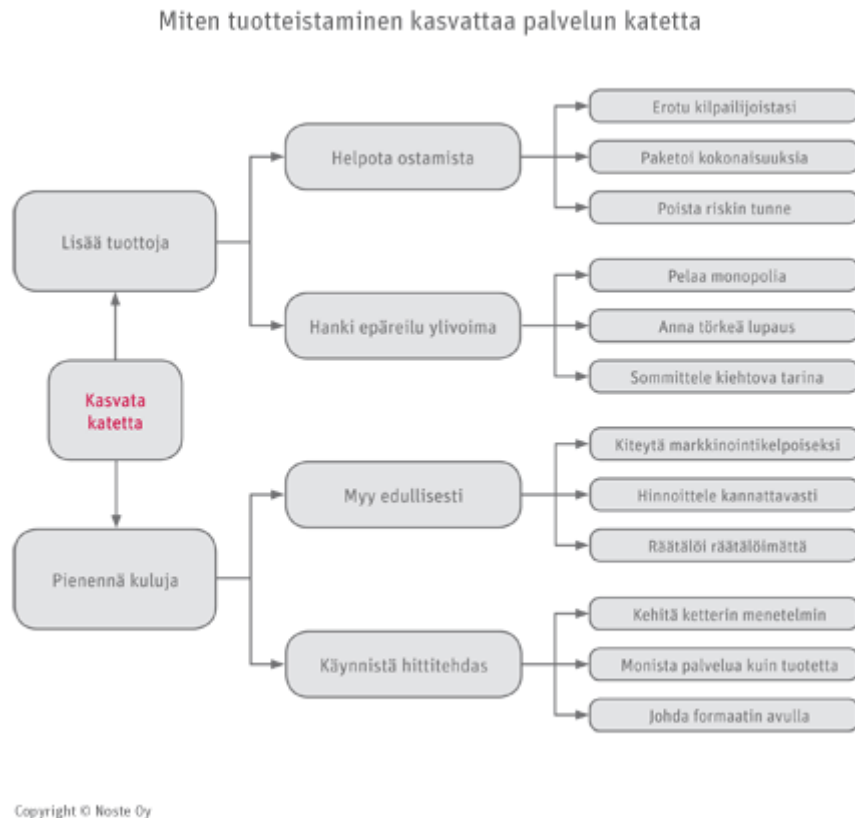 Miten tuotteistaminen kasvattaa palvelun katetta
Erotu kilpailijoistasi
Helpota ostamista
Paketoi kokonaisuuksia
Poista riskin tunne
Lisää tuottoja
Pelaa monopolia
Hanki epäreilu ylivoima
Anna törkeä lupaus
Sommittele kiehtova tarina
Kasvata
katetta
Kiteytä markkinointikelpoiseksi
Myy edullisesti
Hinnoittele kannattavasti
Räätälöi räätälöimättä
Pienennä kuluja
Kehitä ketterin menetelmin
Käynnistä hittitehdas
Monista palvelua kuin tuotetta
Johda formaatin avulla
Copyright © Noste Oy